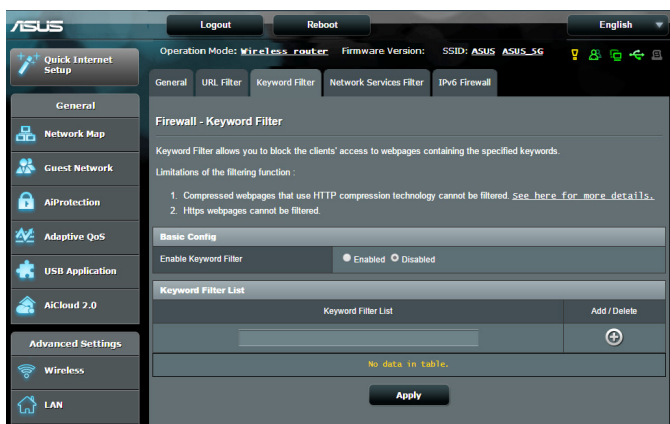 ASUS
Logout
Reboot
English
Quick Internet Setup
Operation Mode: Wireless router Firmware Version: SSID: ASUS ASUS_5G
General
URL Filter
Keyword Filter
Network Services Filter
IPv6 Firewall
General
Network Map
Guest Network
AiProtection
Adaptive QoS
USB Application
AiCloud 2.0
Advanced Settings
Wireless
LAN
Firewall - Keyword Filter
Keyword Filter allows you to block the clients' access to webpages containing the specified keywords.
Limitations of the filtering function :
1. Compressed webpages that use HTTP compression technology cannot be filtered. See here for more details.
2. Https webpages cannot be filtered.
Basic Config
Enable Keyword Filter
Enabled Disabled
Keyword Filter List
Keyword Filter List
Add / Delete
No data in table.
Apply